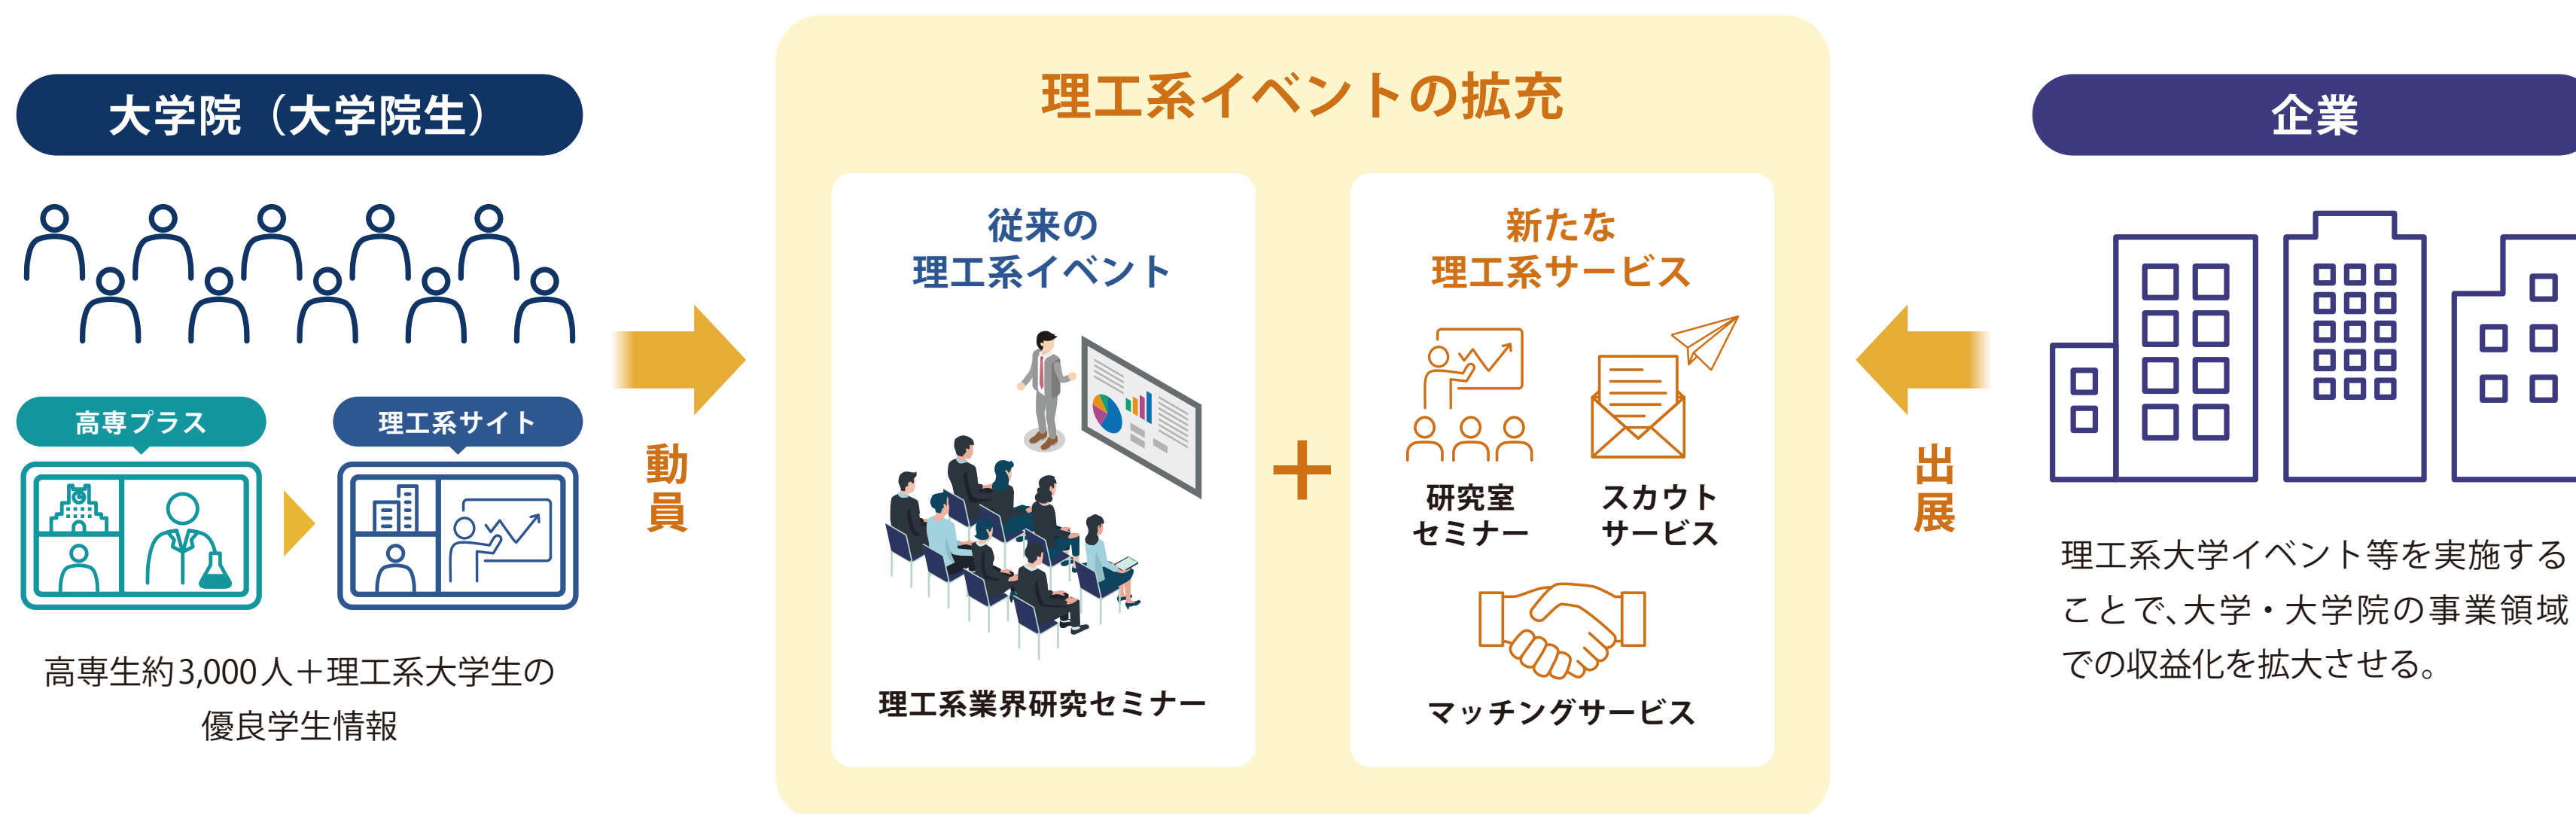 大学院（大学院生）
高専プラス
理工系サイト
高専生約3,000人＋理工系大学生の
優良学生情報
動員
理工系イベントの拡充
従来の
理工系イベント
理工系業界研究セミナー
＋
新たな
理工系サービス
研究室
セミナー
スカウト
サービス
マッチングサービス
出展
企業
理工系大学イベント等を実施する
ことで、大学・大学院の事業領域
での収益化を拡大させる。